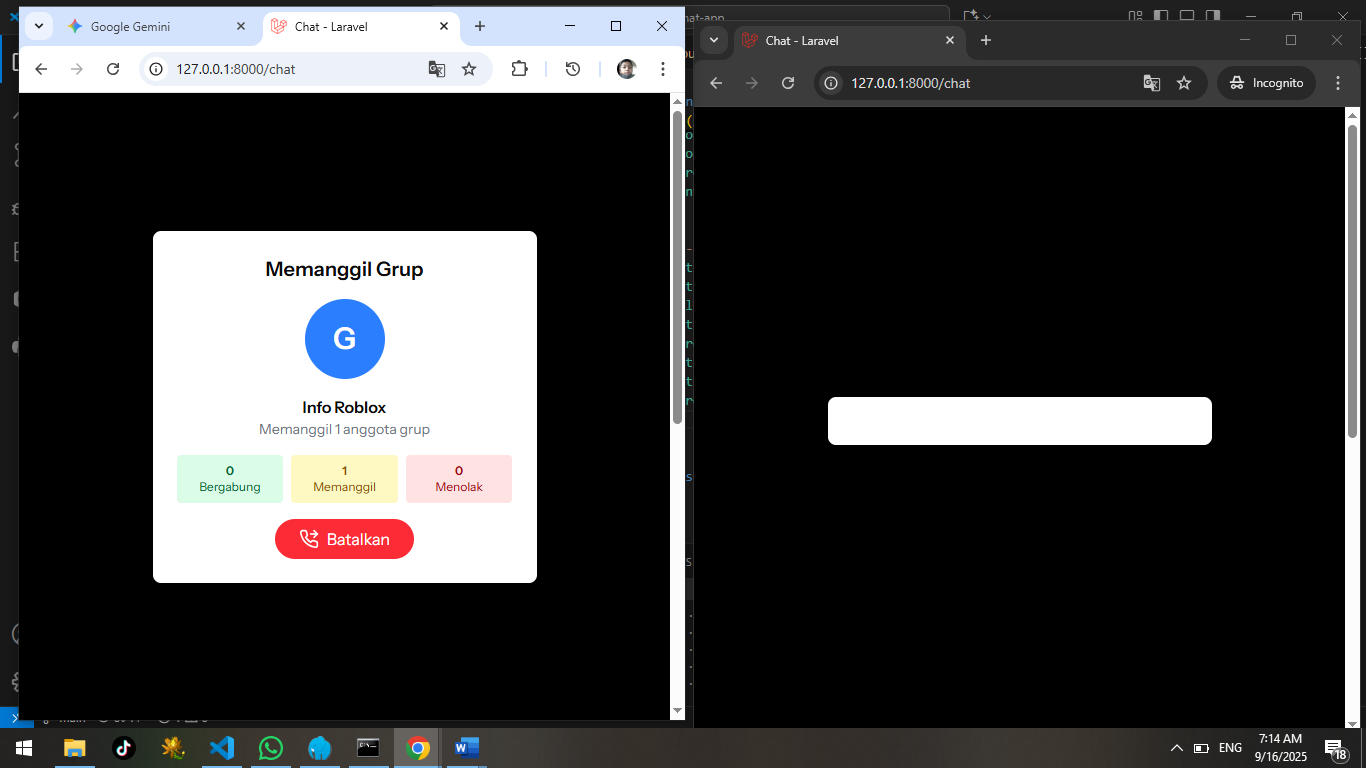 Google Gemini
Chat - Laravel
127.0.0.1:8000/chat
Memanggil Grup
G
Info Roblox
Memanggil 1 anggota grup
0
Bergabung
1
Memanggil
0
Menolak
Batalkan
hat-app
Chat - Laravel
127.0.0.1:8000/chat
Incognito
ENG
7:14 AM
9/16/2025
18